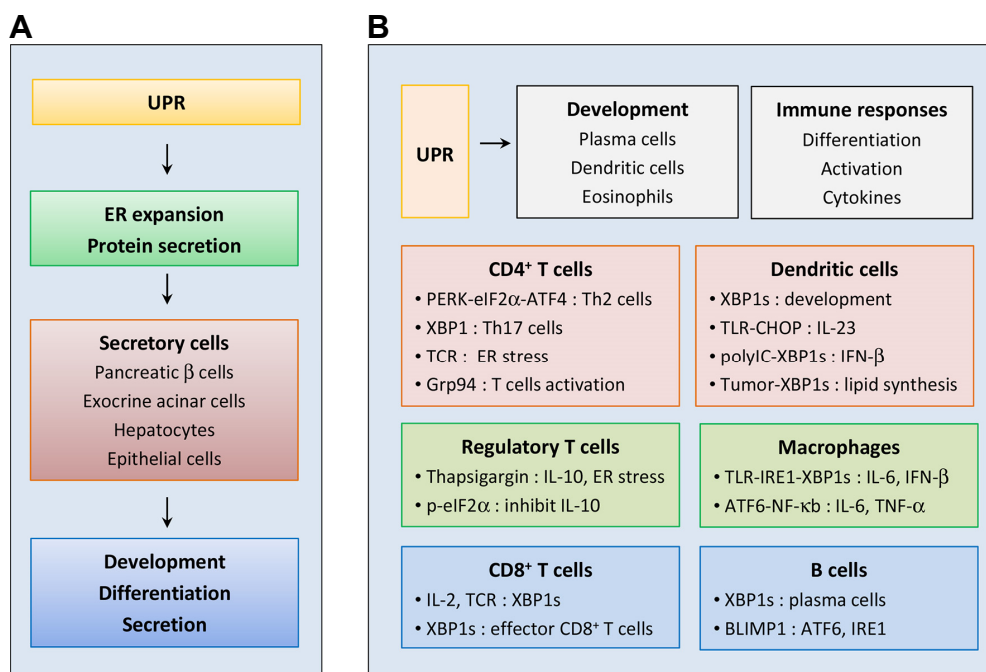 A
UPR
ER expansion
Protein secretion
Secretory cells
Pancreatic β cells
Exocrine acinar cells
Hepatocytes
Epithelial cells
Development
Differentiation
Secretion
B
UPR
Development
Plasma cells
Dendritic cells
Eosinophils
Immune responses
Differentiation
Activation
Cytokines
CD4⁺ T cells
• PERK-eIF2α-ATF4 : Th2 cells
• XBP1 : Th17 cells
• TCR : ER stress
• Grp94 : T cells activation
Dendritic cells
• XBP1s : development
• TLR-CHOP : IL-23
• polyIC-XBP1s : IFN-β
• Tumor-XBP1s : lipid synthesis
Regulatory T cells
• Thapsigargin : IL-10, ER stress
• p-eIF2α : inhibit IL-10
Macrophages
• TLR-IRE1-XBP1s : IL-6, IFN-β
• ATF6-NF-κb : IL-6, TNF-α
CD8⁺ T cells
• IL-2, TCR : XBP1s
• XBP1s : effector CD8⁺ T cells
B cells
• XBP1s : plasma cells
• BLIMP1 : ATF6, IRE1